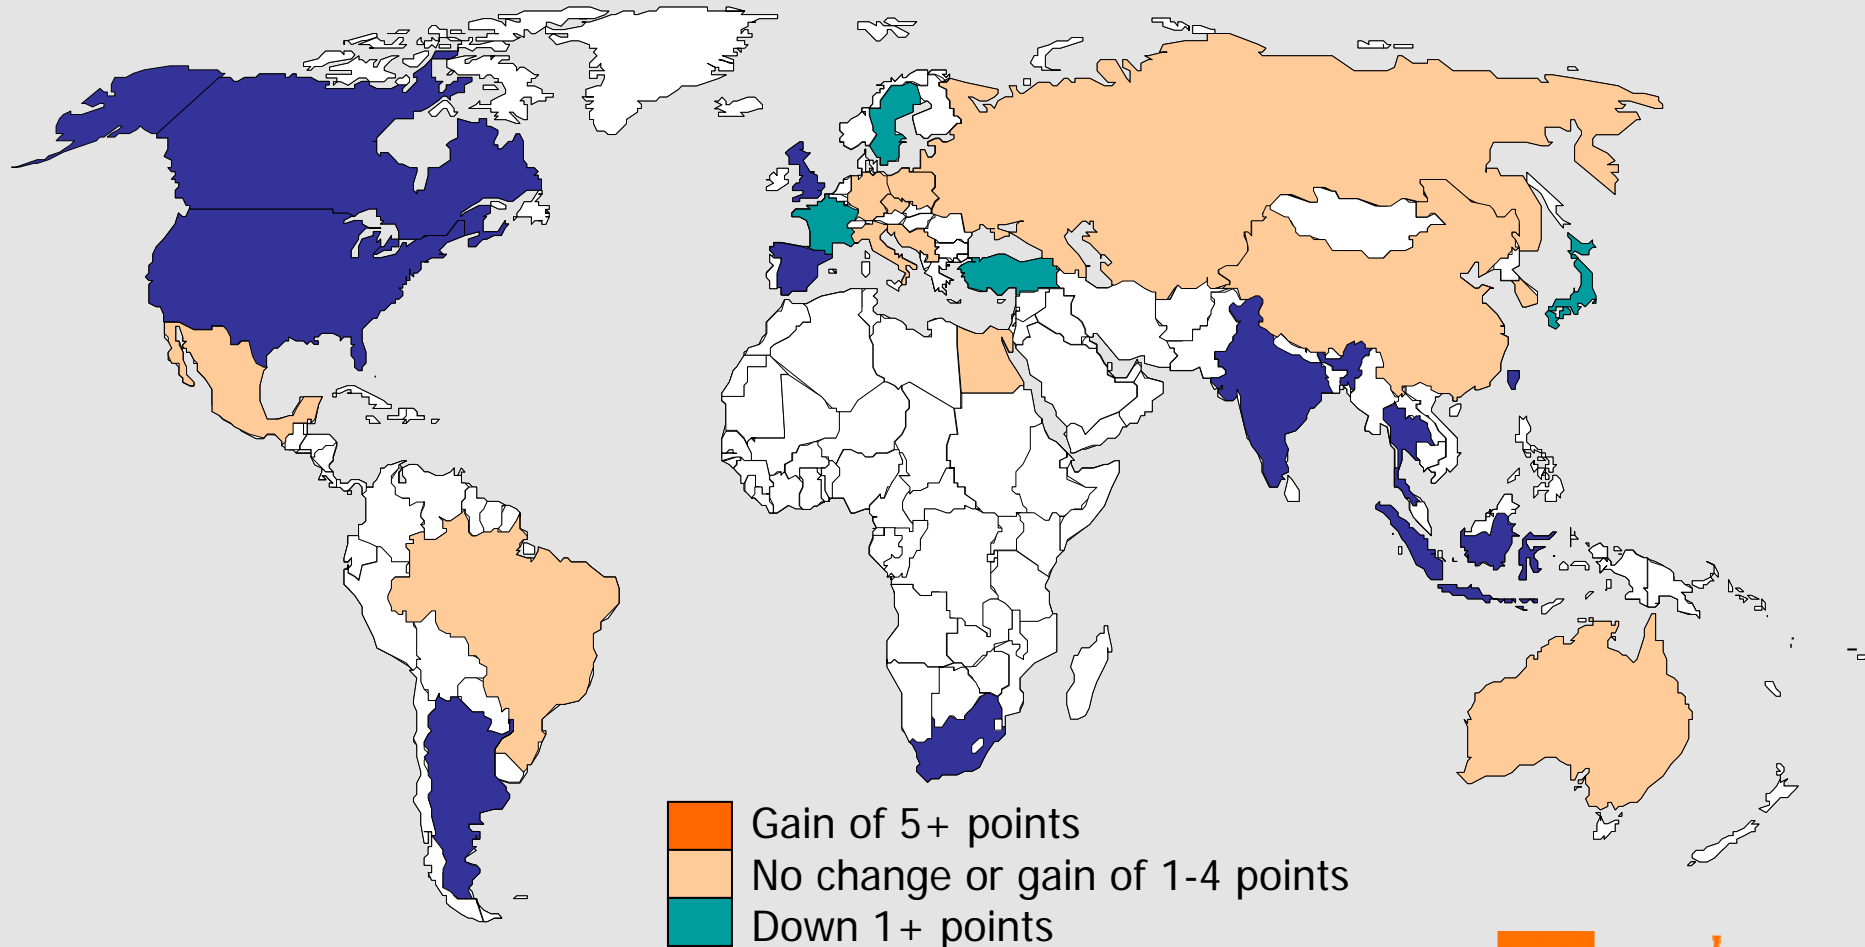 Gain of 5+ points
No change or gain of 1-4 points
Down 1+ points